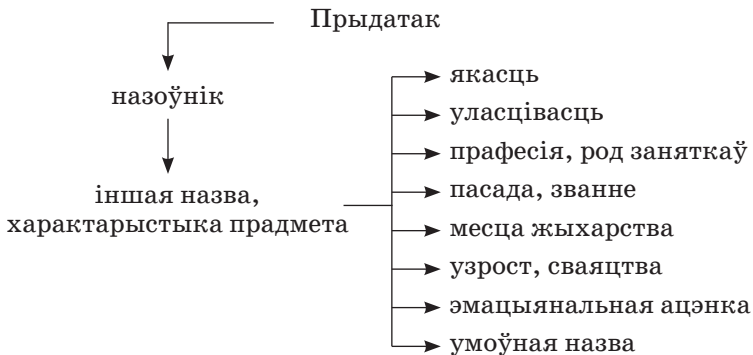 Прыдатак
назоўнік
іншая назва,
характарыстыка прадмета
якасць
уласцівасць
прафесія, род заняткаў
пасада, званне
месца жыхарства
узрост, сваяцтва
эмацыянальная ацэнка
умоўная назва